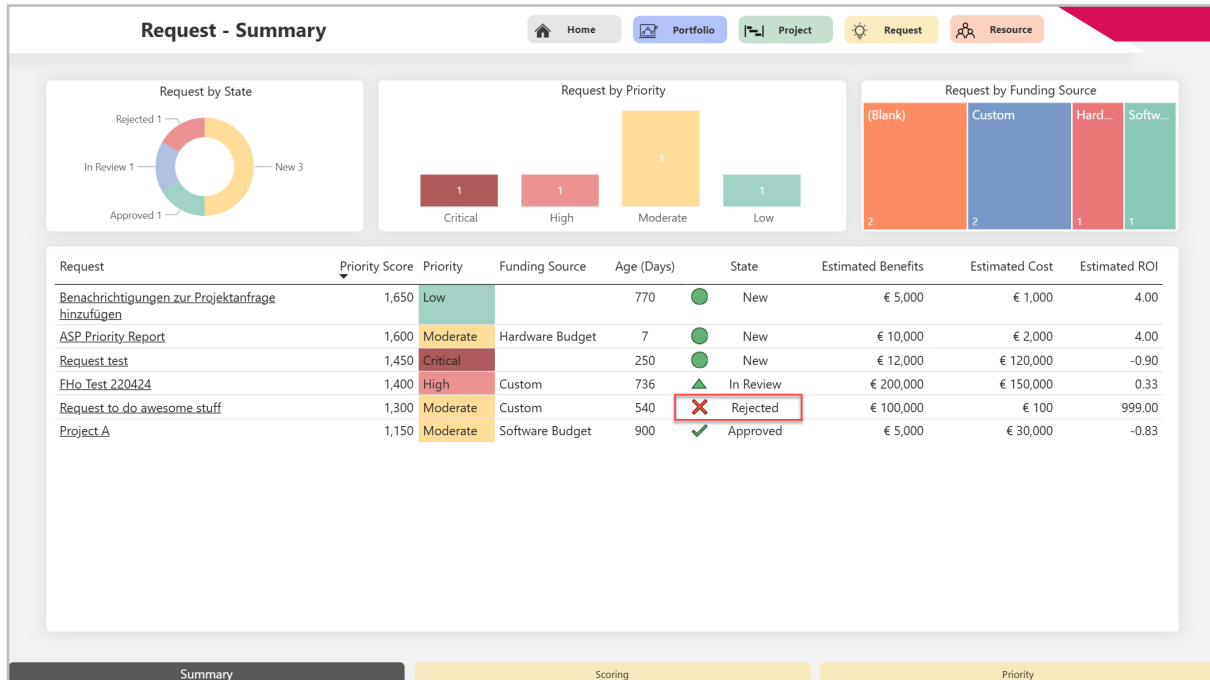 Request - Summary
Home
Portfolio
Project
Request
Resource
Request by State
Rejected 1
In Review 1
New 3
Approved 1
Request by Priority
1
1
3
1
Critical High Moderate Low
Request by Funding Source
(Blank) Custom Hard... Softw...
2 2 1 1
Request Priority Score Priority Funding Source Age (Days) State Estimated Benefits Estimated Cost Estimated ROI
Benachrichtigungen zur Projektanfrage 1,650 Low 770 New € 5,000 € 1,000 4.00
hinzufügen
ASP Priority Report 1,600 Moderate Hardware Budget 7 New € 10,000 € 2,000 4.00
Request test 1,450 Critical 250 New € 12,000 € 120,000 -0.90
FHo Test 220424 1,400 High Custom 736 In Review € 200,000 € 150,000 0.33
Request to do awesome stuff 1,300 Moderate Custom 540 Rejected € 100,000 € 100 999.00
Project A 1,150 Moderate Software Budget 900 Approved € 5,000 € 30,000 -0.83
Summary Scoring Priority